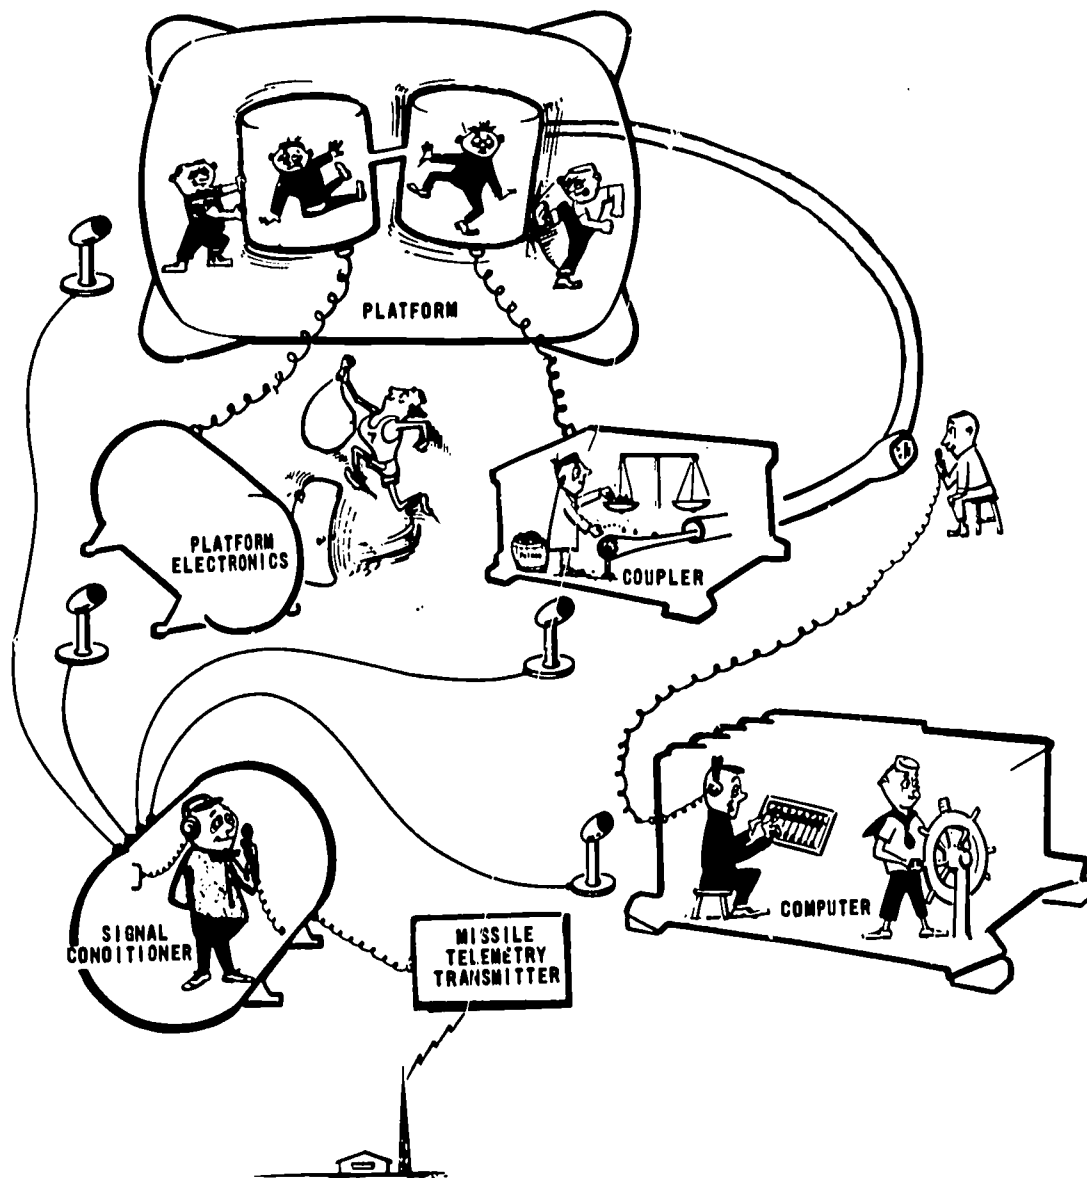 PLATFORM
PLATFORM
ELECTRONICS
COUPLER
COMPUTER
SIGNAL
CONDITIONER
MISSILE
TELEMETRY
TRANSMITTER